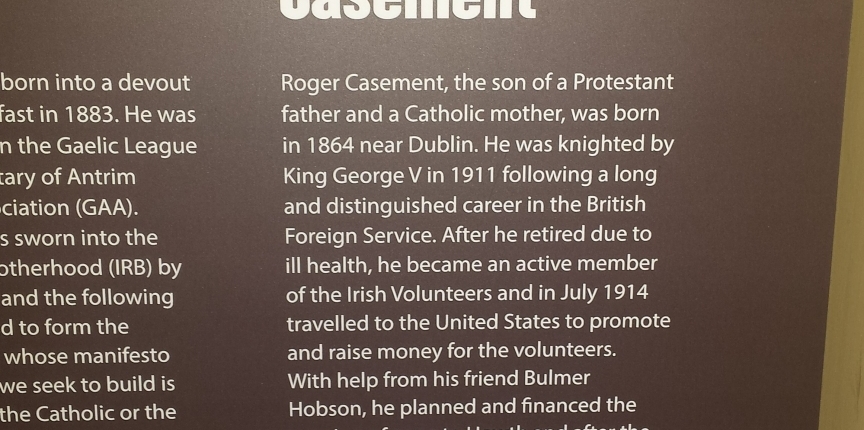 Casement
born into a devout
fast in 1883. He was
n the Gaelic League
tary of Antrim
ciation (GAA).
s sworn into the
otherhood (IRB) by
and the following
d to form the
whose manifesto
we seek to build is
the Catholic or the
Roger Casement, the son of a Protestant
father and a Catholic mother, was born
in 1864 near Dublin. He was knighted by
King George V in 1911 following a long
and distinguished career in the British
Foreign Service. After he retired due to
ill health, he became an active member
of the Irish Volunteers and in July 1914
travelled to the United States to promote
and raise money for the volunteers.
With help from his friend Bulmer
Hobson, he planned and financed the
and after the